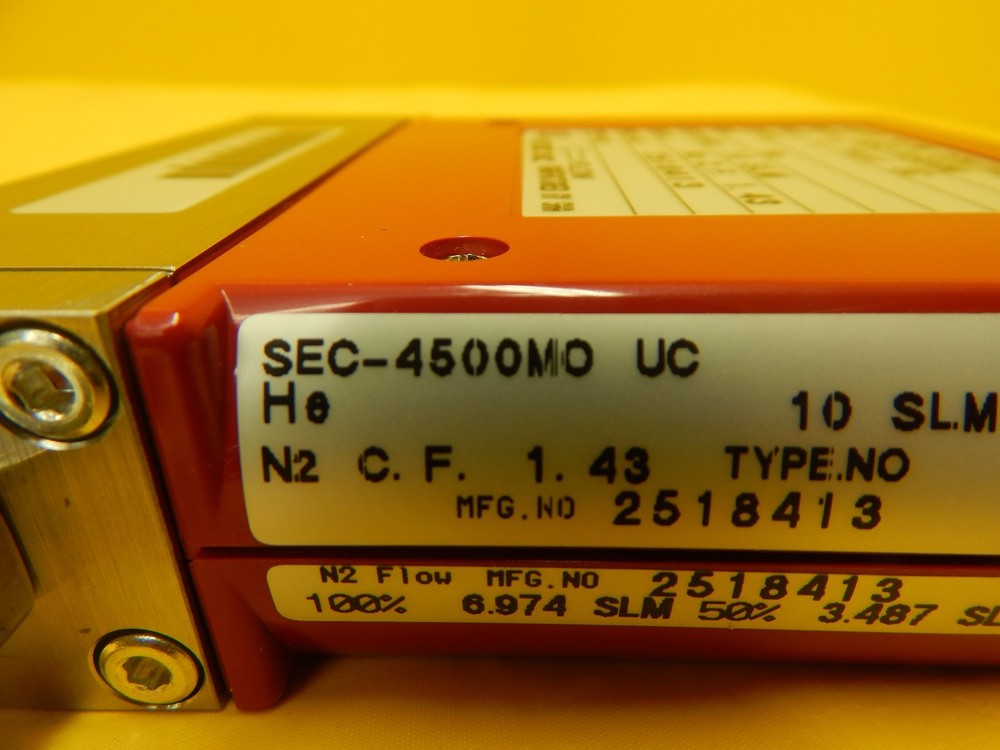 SEC-4500MO UC
He 10 SLM
N2 C.F. 1.43 TYPE.NO
MFG.NO 2518413
N2 Flow MFG.NO 2518413
100% 6.974 SLM 50% 3.487 SL